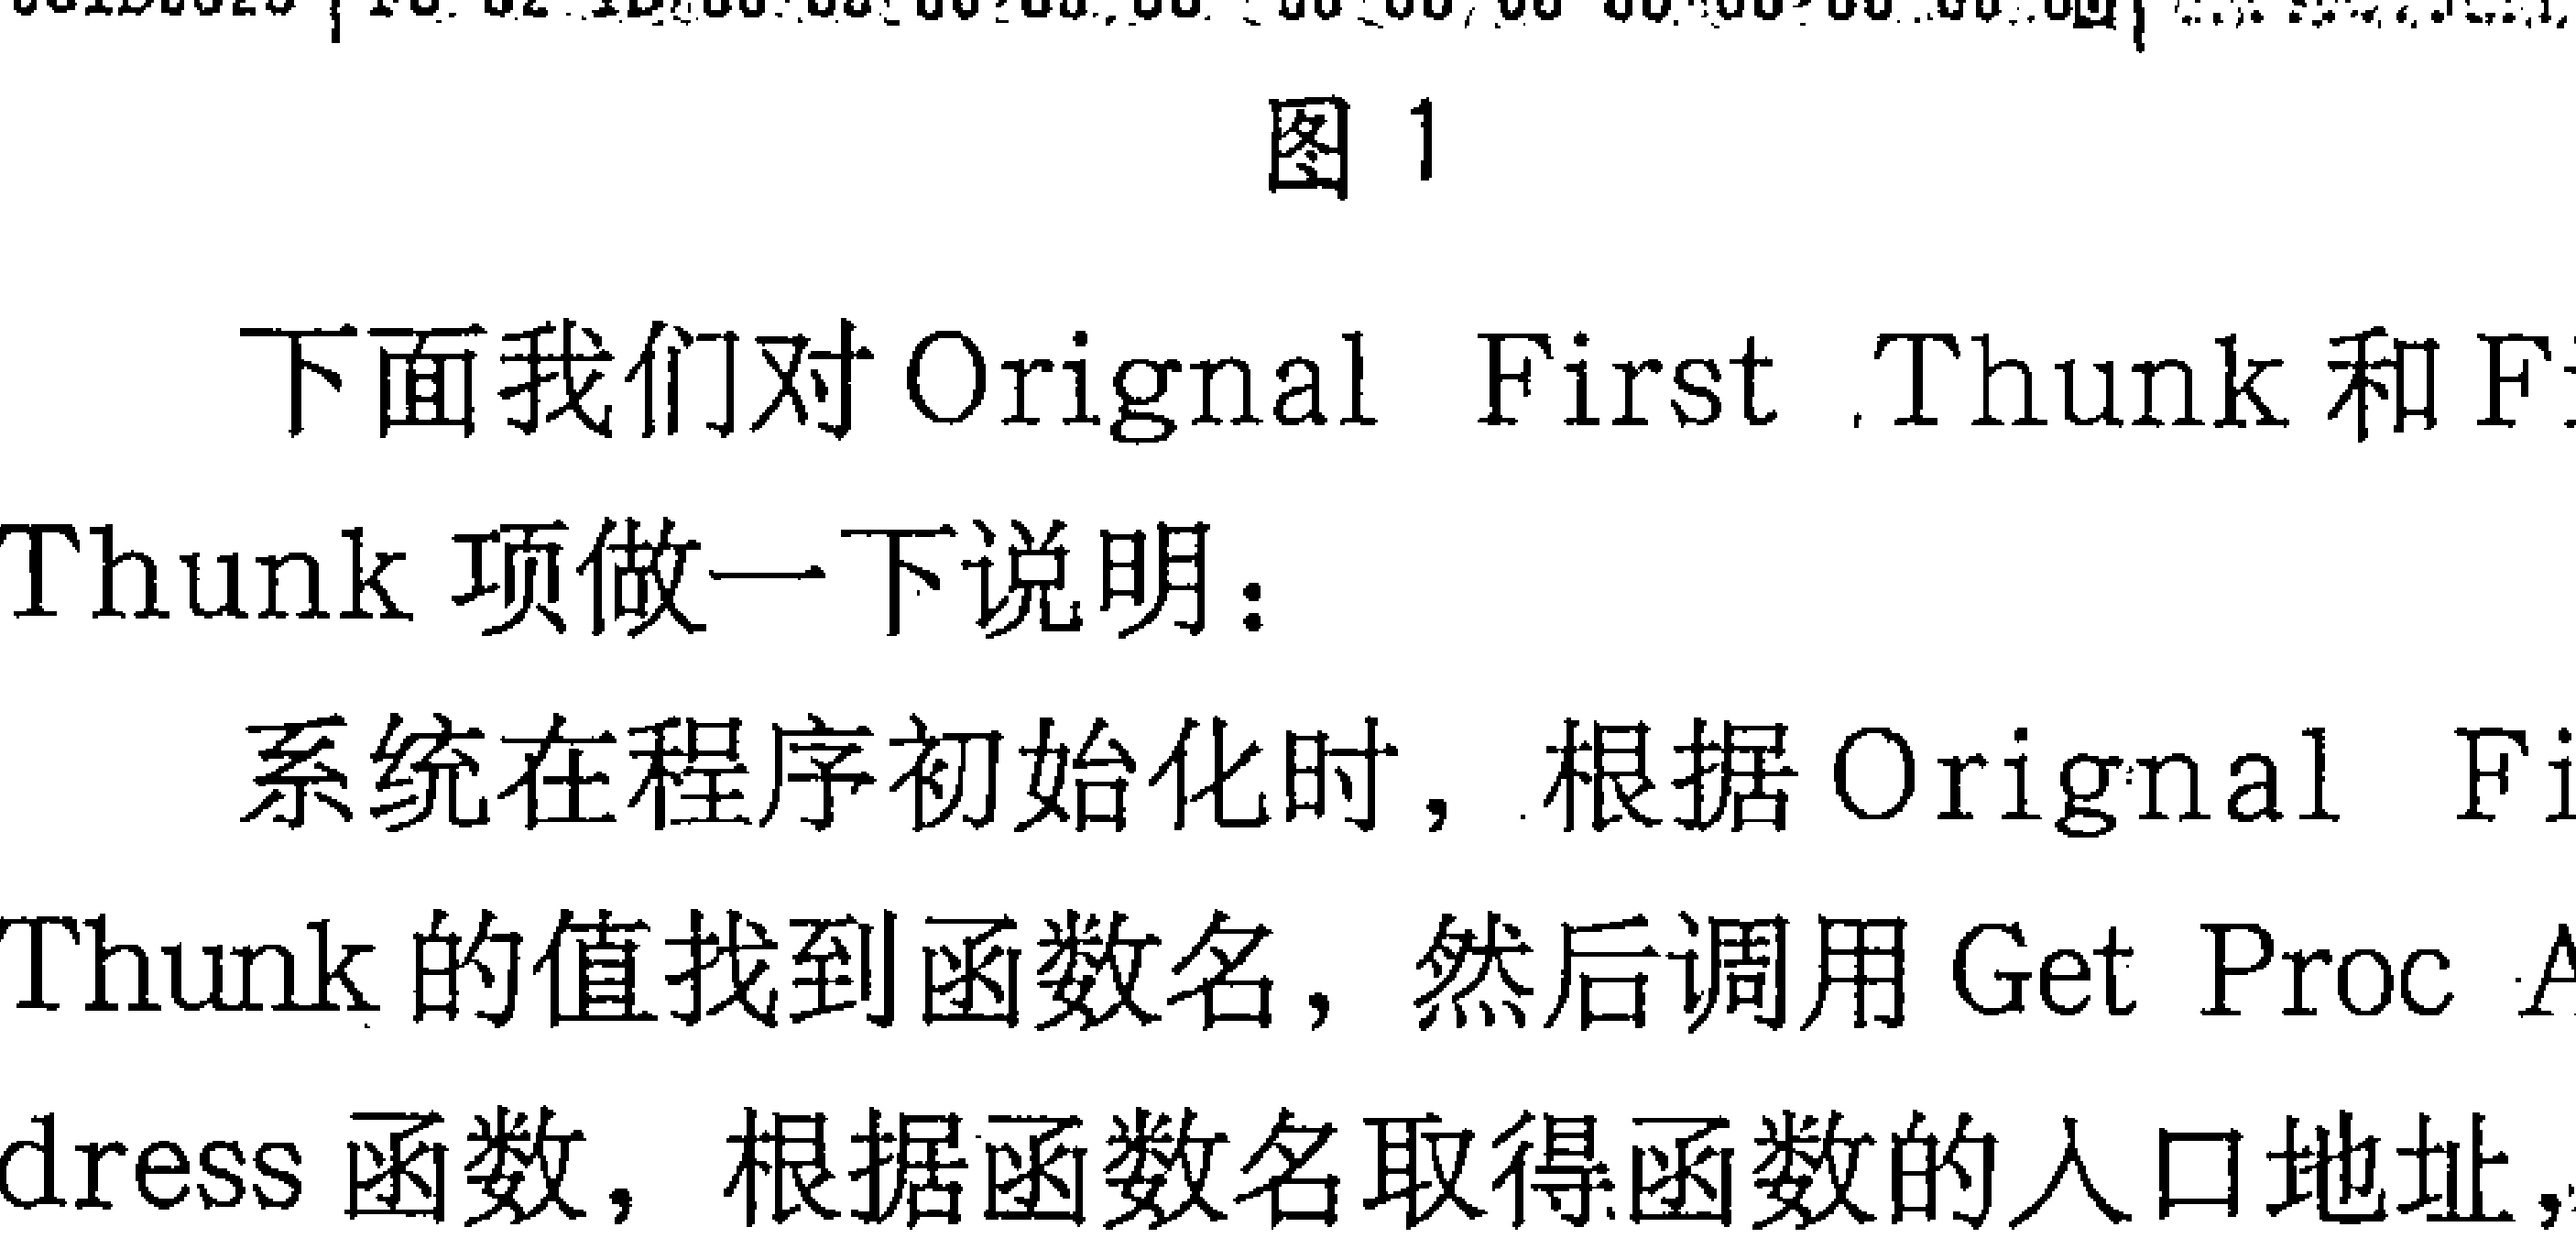 图 1
下面我们对 Orignal First Thunk 和 Fi
Thunk 项做一下说明：
系统在程序初始化时，根据 Orignal Fi
Thunk 的值找到函数名，然后调用 Get Proc A
dress 函数，根据函数名取得函数的人口地址，